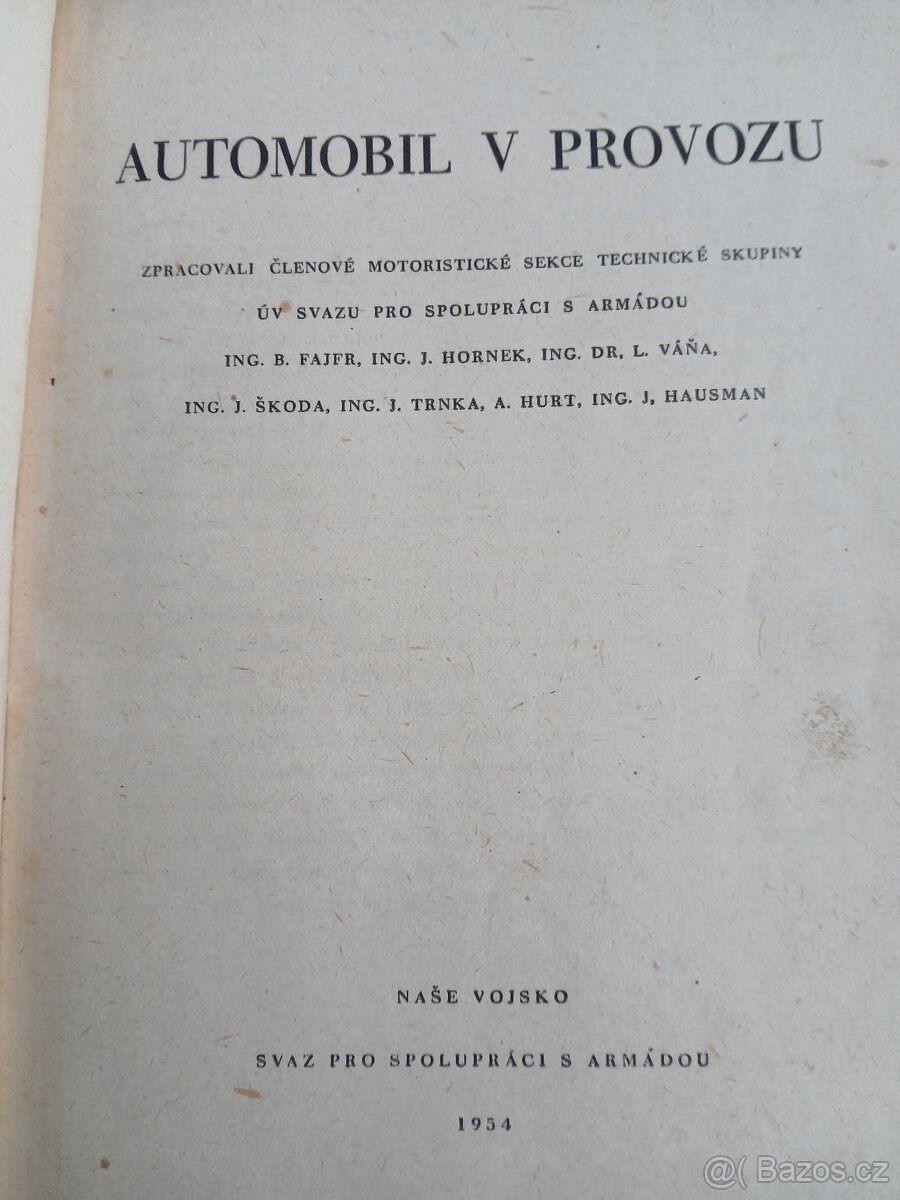 AUTOMOBIL V PROVOZU
ZPRACOVALI ČLENOVÉ MOTORISTICKÉ SEKCE TECHNICKÉ SKUPINY
ÚV SVAZU PRO SPOLUPRÁCI S ARMÁDOU
ING. B. FAJFR, ING. J. HORNEK, ING. DR. L. VÁŇA,
ING. J. ŠKODA, ING. J. TRNKA, A. HURT, ING. J. HAUSMAN
NAŠE VOJSKO
SVAZ PRO SPOLUPRÁCI S ARMÁDOU
1954
@( Bazos.cz